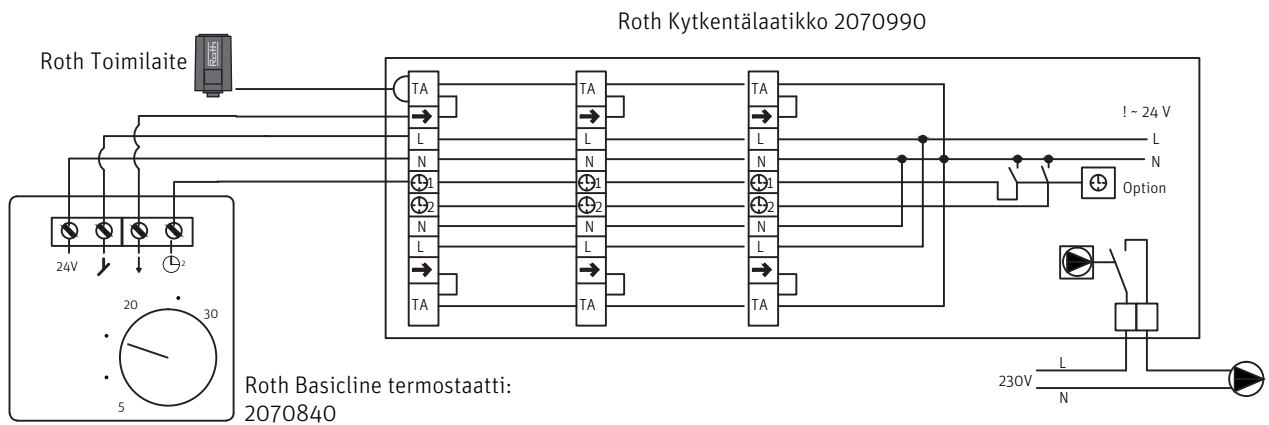 Roth Kytkentälaatikko 2070990
Roth Toimilaite
Roth
TA TA TA
L L L
N N N
1 1 1
2 2 2
N N N
L L L
TA TA TA
! ~ 24 V
L
N
Option
24V
2
20
30
5
Roth Basicline termostaatti:
2070840
230V
L
N